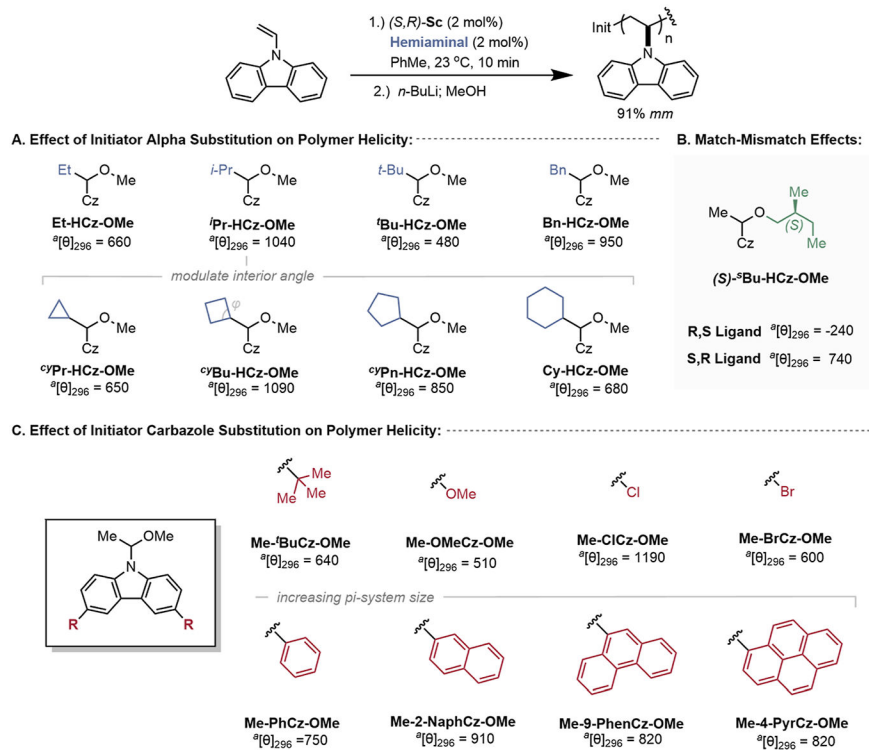 1.) (S,R)-Sc (2 mol%)
Hemiaminal (2 mol%)
PhMe, 23 °C, 10 min
2.) n-BuLi; MeOH
N
Init
n
N
91% mm
A. Effect of Initiator Alpha Substitution on Polymer Helicity:
B. Match-Mismatch Effects:
Et O Me Cz
i-Pr O Me Cz
t-Bu O Me Cz
Bn O Me Cz
Et-HCz-OMe
ⁱPr-HCz-OMe
ᵗBu-HCz-OMe
Bn-HCz-OMe
ᵃ[θ]₂₉₆ = 660
ᵃ[θ]₂₉₆ = 1040
ᵃ[θ]₂₉₆ = 480
ᵃ[θ]₂₉₆ = 950
modulate interior angle
O Me Cz
φ O Me Cz
O Me Cz
O Me Cz
ᶜʸPr-HCz-OMe
ᶜʸBu-HCz-OMe
ᶜʸPn-HCz-OMe
Cy-HCz-OMe
ᵃ[θ]₂₉₆ = 650
ᵃ[θ]₂₉₆ = 1090
ᵃ[θ]₂₉₆ = 850
ᵃ[θ]₂₉₆ = 680
Me
Me O
(S)
Cz Me
(S)-ˢBu-HCz-OMe
R,S Ligand ᵃ[θ]₂₉₆ = -240
S,R Ligand ᵃ[θ]₂₉₆ = 740
C. Effect of Initiator Carbazole Substitution on Polymer Helicity:
Me OMe
N
R R
Me Me Me
OMe
Cl
Br
Me-ᵗBuCz-OMe
Me-OMeCz-OMe
Me-ClCz-OMe
Me-BrCz-OMe
ᵃ[θ]₂₉₆ = 640
ᵃ[θ]₂₉₆ = 510
ᵃ[θ]₂₉₆ = 1190
ᵃ[θ]₂₉₆ = 600
increasing pi-system size
Me-PhCz-OMe
Me-2-NaphCz-OMe
Me-9-PhenCz-OMe
Me-4-PyrCz-OMe
ᵃ[θ]₂₉₆ =750
ᵃ[θ]₂₉₆ = 910
ᵃ[θ]₂₉₆ = 820
ᵃ[θ]₂₉₆ = 820